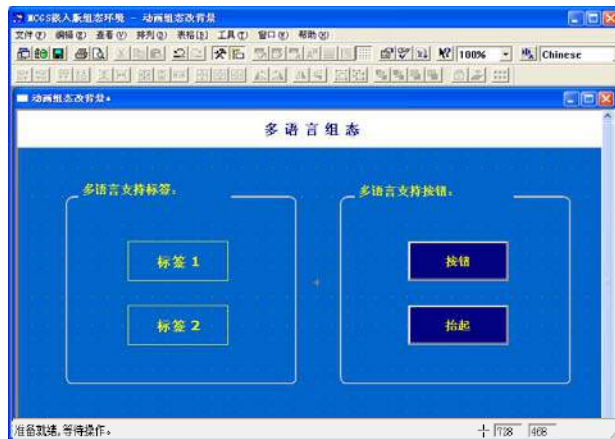 MCGS嵌入版组态环境 - 动画组态改背景
文件(F) 编辑(E) 查看(V) 排列(Q) 表格(B) 工具(T) 窗口(W) 帮助(H)
100% Chinese
动画组态改背景*
多语言组态
多语言支持标签: 多语言支持按钮:
标签 1 按钮
标签 2 抬起
准备就绪,等待操作。 728 468